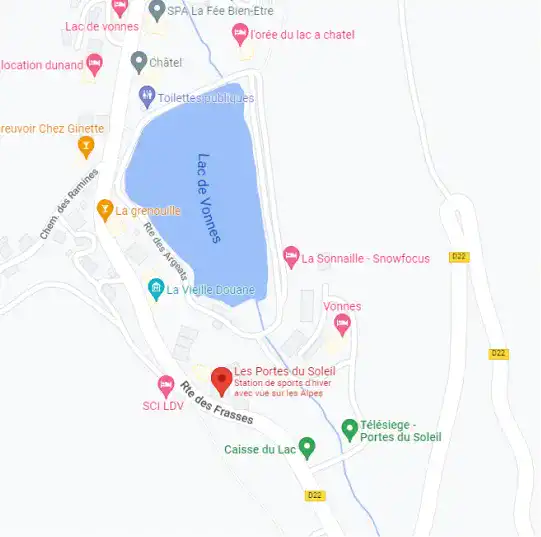 SPA La Fée Bien-Être
Lac de vonnes
l'orée du lac a chatel
location dunand
Châtel
Toilettes publiques
reuvoir Chez Ginette
Lac de Vonnes
Chem. des Ramines
La grenouille
Rte des Argeats
D22
La Sonnaille - Snowfocus
La Vieille Douane
Vonnes
D22
Les Portes du Soleil
Station de sports d'hiver
avec vue sur les Alpes
SCI LDV
Rte des Frasses
Télésiege -
Portes du Soleil
Caisse du Lac
D22